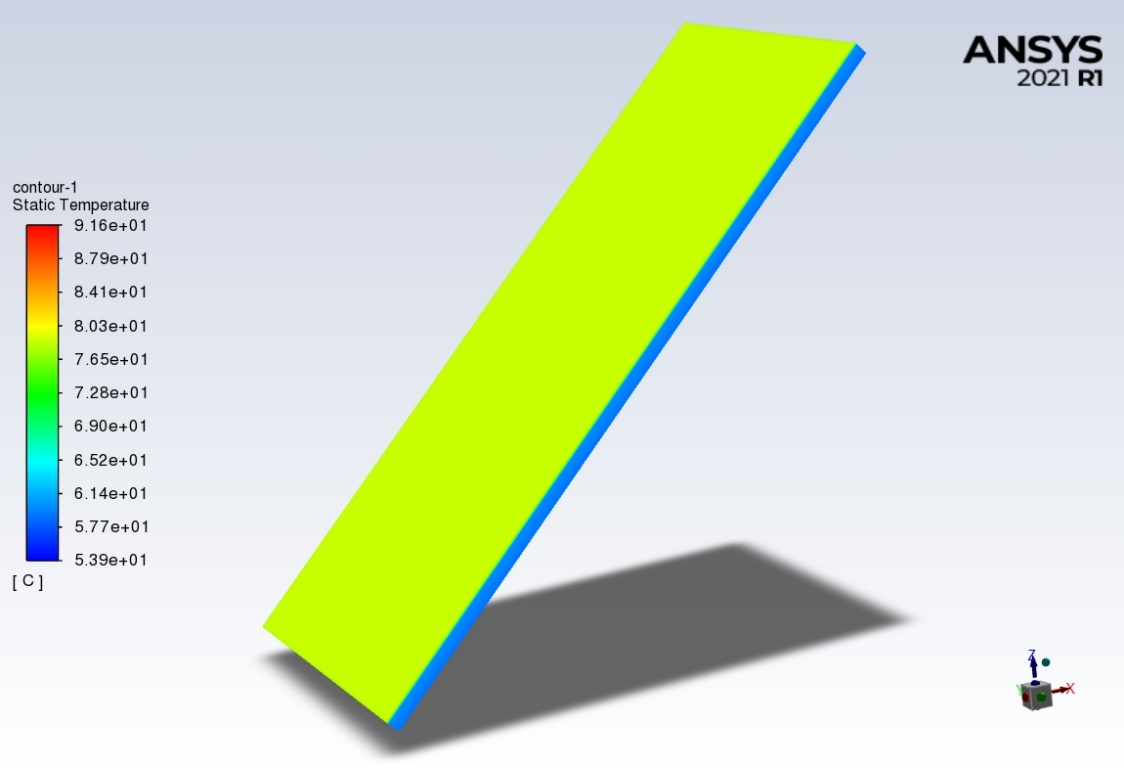 ANSYS
2021 R1
contour-1
Static Temperature
9.16e+01
8.79e+01
8.41e+01
8.03e+01
7.65e+01
7.28e+01
6.90e+01
6.52e+01
6.14e+01
5.77e+01
5.39e+01
[ C ]
Z
Y
X